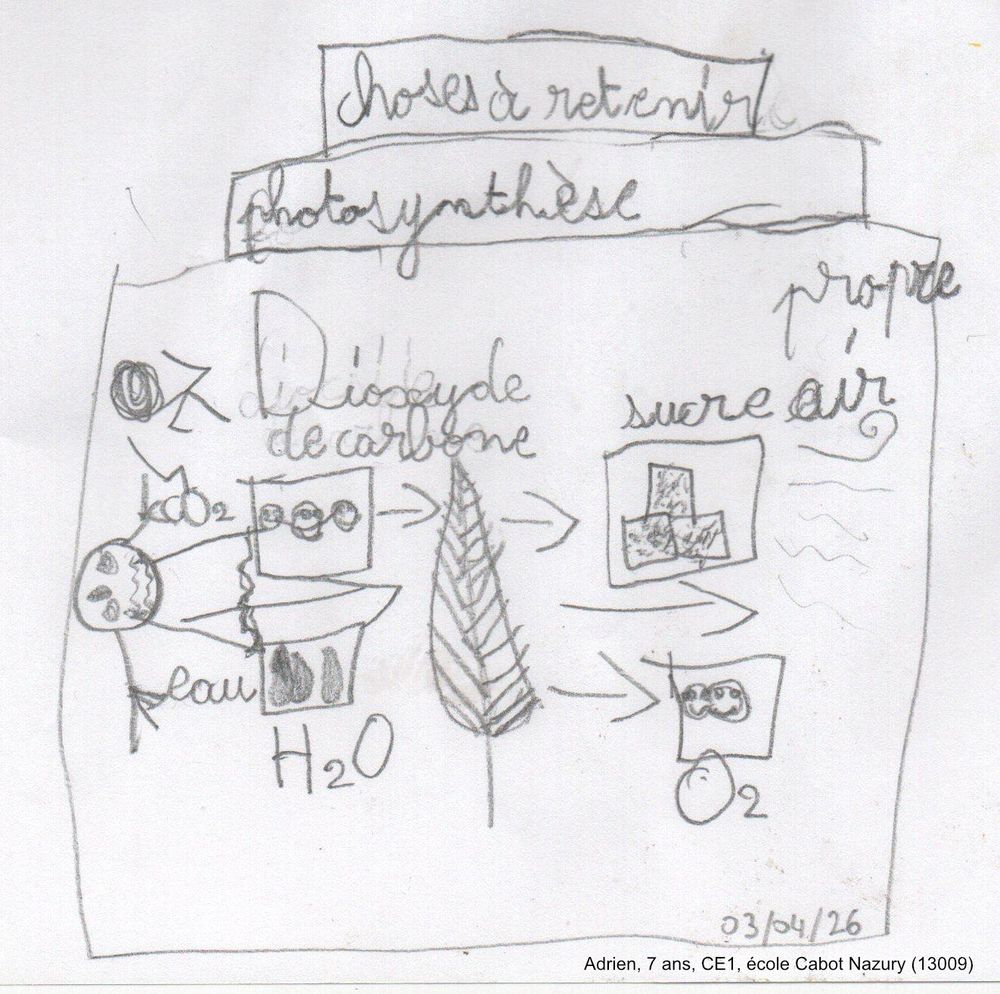 choses à retenir
photosynthèse
propre
Dioxyde
de carbone
sucre air
CO₂
eau
H₂O
O₂
03/04/26
Adrien, 7 ans, CE1, école Cabot Nazury (13009)